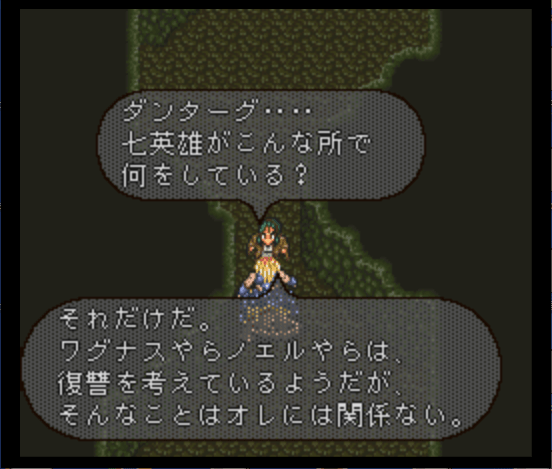 ダンターグ‥‥
七英雄がこんな所で
何をしている？
それだけだ。
ワグナスやらノエルやらは、
復讐を考えているようだが、
そんなことはオレには関係ない。